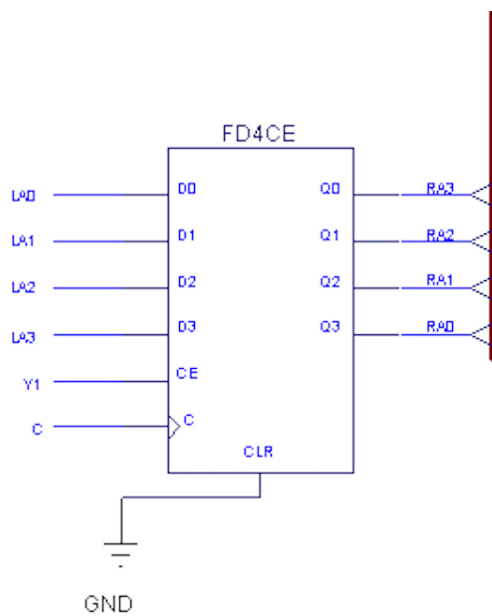 FD4CE
LA0 D0 Q0 RA3
LA1 D1 Q1 RA2
LA2 D2 Q2 RA1
LA3 D3 Q3 RA0
Y1 CE
C C
CLR
GND